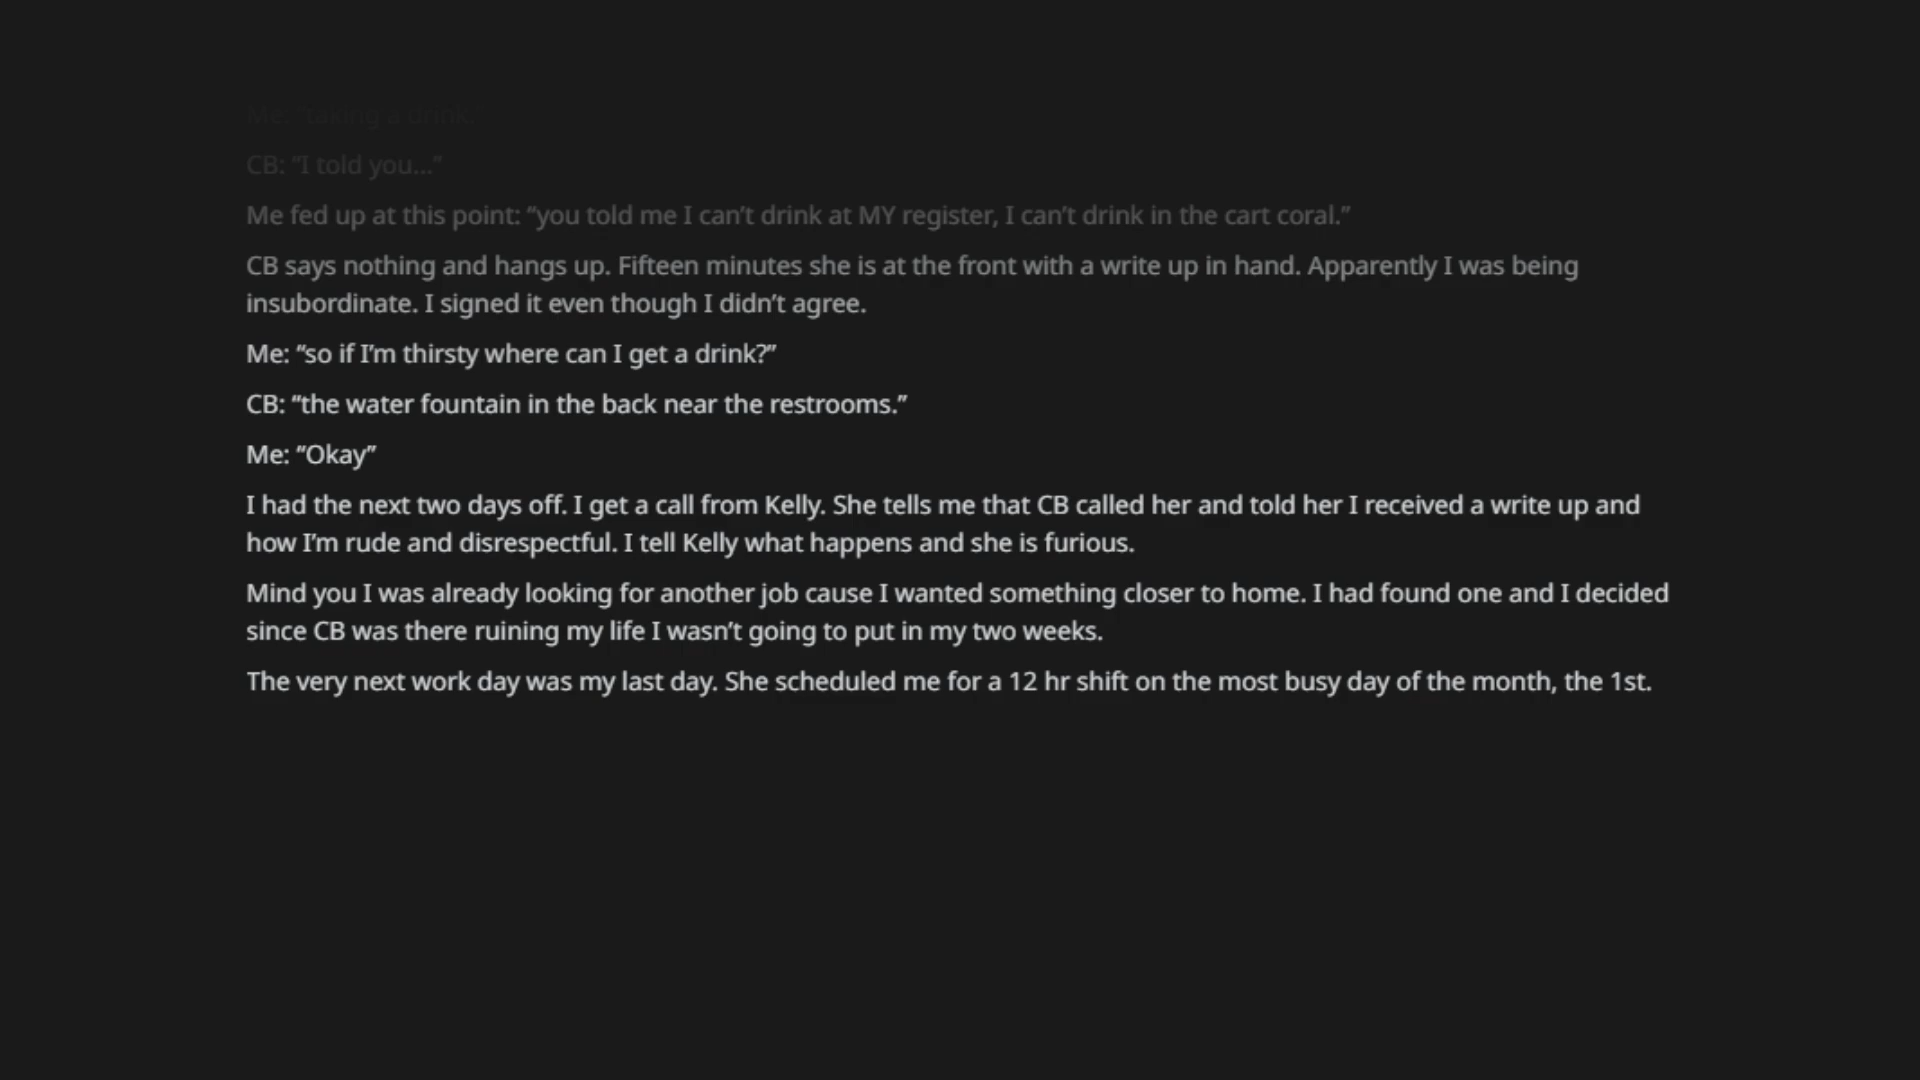 Me: “taking a drink.”
CB: “I told you...”
Me fed up at this point: “you told me I can’t drink at MY register, I can’t drink in the cart coral.”
CB says nothing and hangs up. Fifteen minutes she is at the front with a write up in hand. Apparently I was being
insubordinate. I signed it even though I didn’t agree.
Me: “so if I’m thirsty where can I get a drink?”
CB: “the water fountain in the back near the restrooms.”
Me: “Okay”
I had the next two days off. I get a call from Kelly. She tells me that CB called her and told her I received a write up and
how I’m rude and disrespectful. I tell Kelly what happens and she is furious.
Mind you I was already looking for another job cause I wanted something closer to home. I had found one and I decided
since CB was there ruining my life I wasn’t going to put in my two weeks.
The very next work day was my last day. She scheduled me for a 12 hr shift on the most busy day of the month, the 1st.